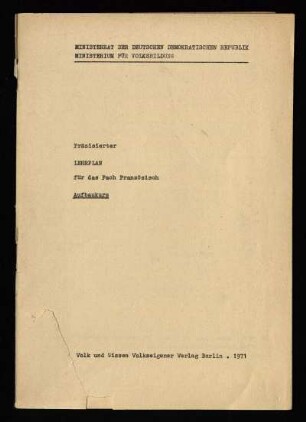 MINISTERRAT DER DEUTSCHEN DEMOKRATISCHEN REPUBLIK
MINISTERIUM FÜR VOLKSBILDUNG
Präzisierter
LEHRPLAN
für das Fach Französisch
Aufbaukurs
Volk und Wissen Volkseigener Verlag Berlin . 1971